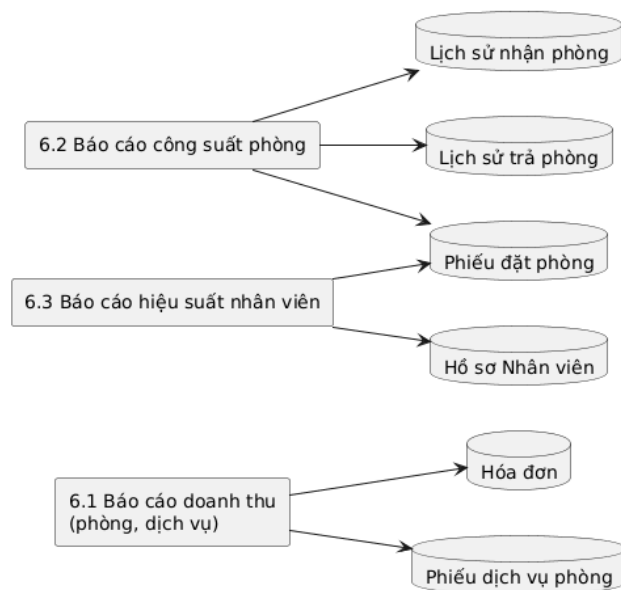 Lịch sử nhận phòng
6.2 Báo cáo công suất phòng
Lịch sử trả phòng
Phiếu đặt phòng
6.3 Báo cáo hiệu suất nhân viên
Hồ sơ Nhân viên
Hóa đơn
6.1 Báo cáo doanh thu
(phòng, dịch vụ)
Phiếu dịch vụ phòng